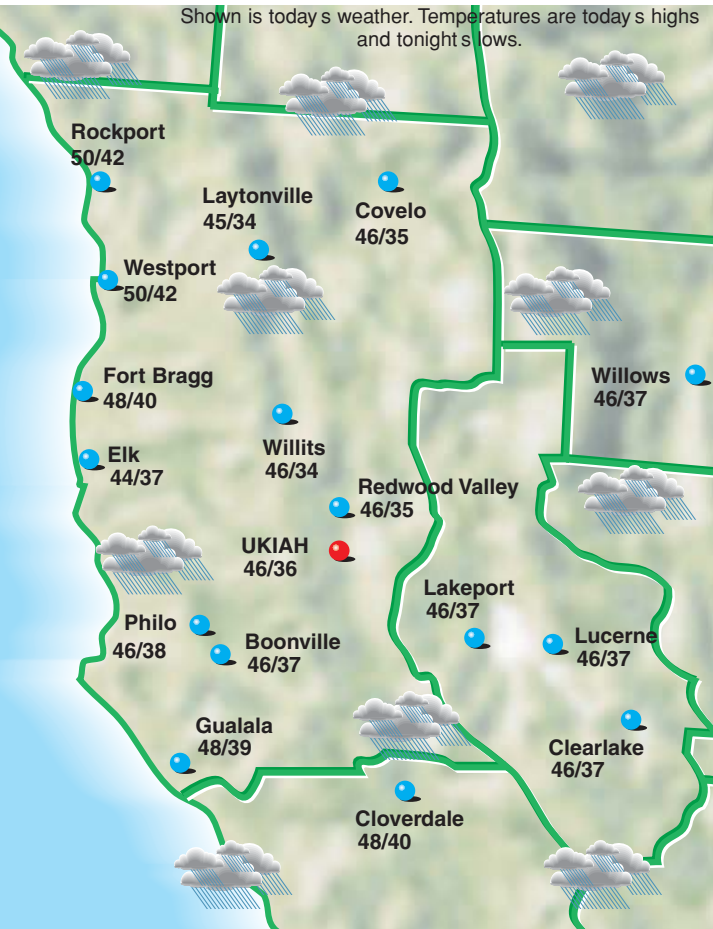 Shown is today s weather. Temperatures are today s highs
and tonight s lows.
Rockport
50/42
Laytonville
45/34
Covelo
46/35
Westport
50/42
Fort Bragg
48/40
Willows
46/37
Elk
44/37
Willits
46/34
Redwood Valley
46/35
UKIAH
46/36
Lakeport
46/37
Philo
46/38
Boonville
46/37
Lucerne
46/37
Gualala
48/39
Clearlake
46/37
Cloverdale
48/40